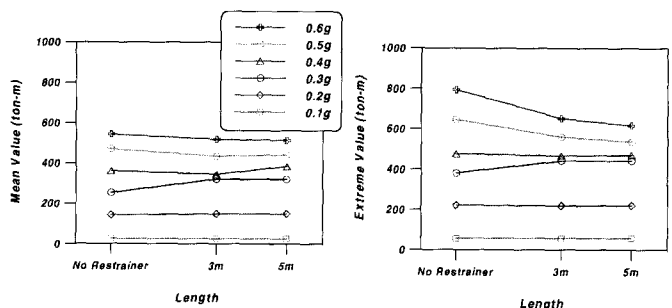 0.6g
0.5g
0.4g
0.3g
0.2g
0.1g
1000
800
600
400
200
0
Mean Value (ton-m)
No Restrainer
3m
5m
Length
1000
800
600
400
200
0
Extreme Value (ton-m)
No Restrainer
3m
5m
Length